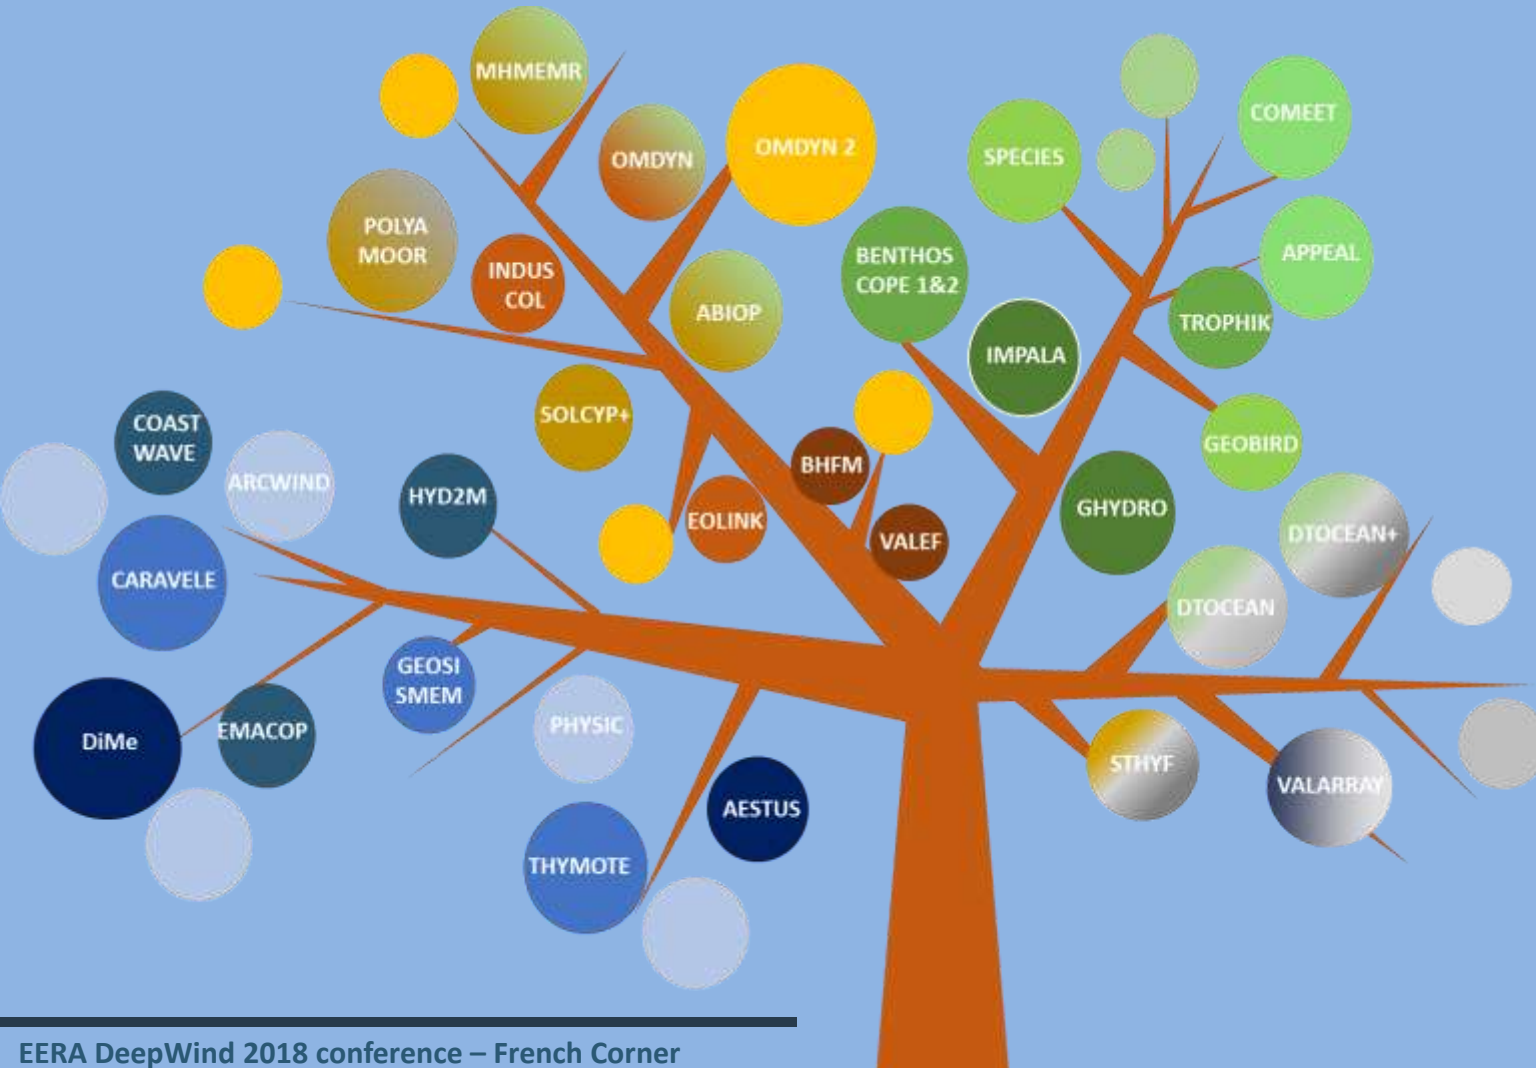 MHMEMR
OMDYN
OMDYN 2
SPECIES
COMEET
POLYA
MOOR
INDUS
COL
ABIOP
BENTHOS
COPE 1&2
IMPALA
APPEAL
TROPHIK
COAST
WAVE
ARCWIND
HYD2M
SOLCYP+
BHFM
EOLINK
VALEF
GHYDRO
GEOBIRD
DTOCEAN+
CARAVELE
DTOCEAN
GEOSI
SMEM
DiMe
EMACOP
PHYSIC
AESTUS
THYMOTE
STHYF
VALARRAY
EERA DeepWind 2018 conference – French Corner